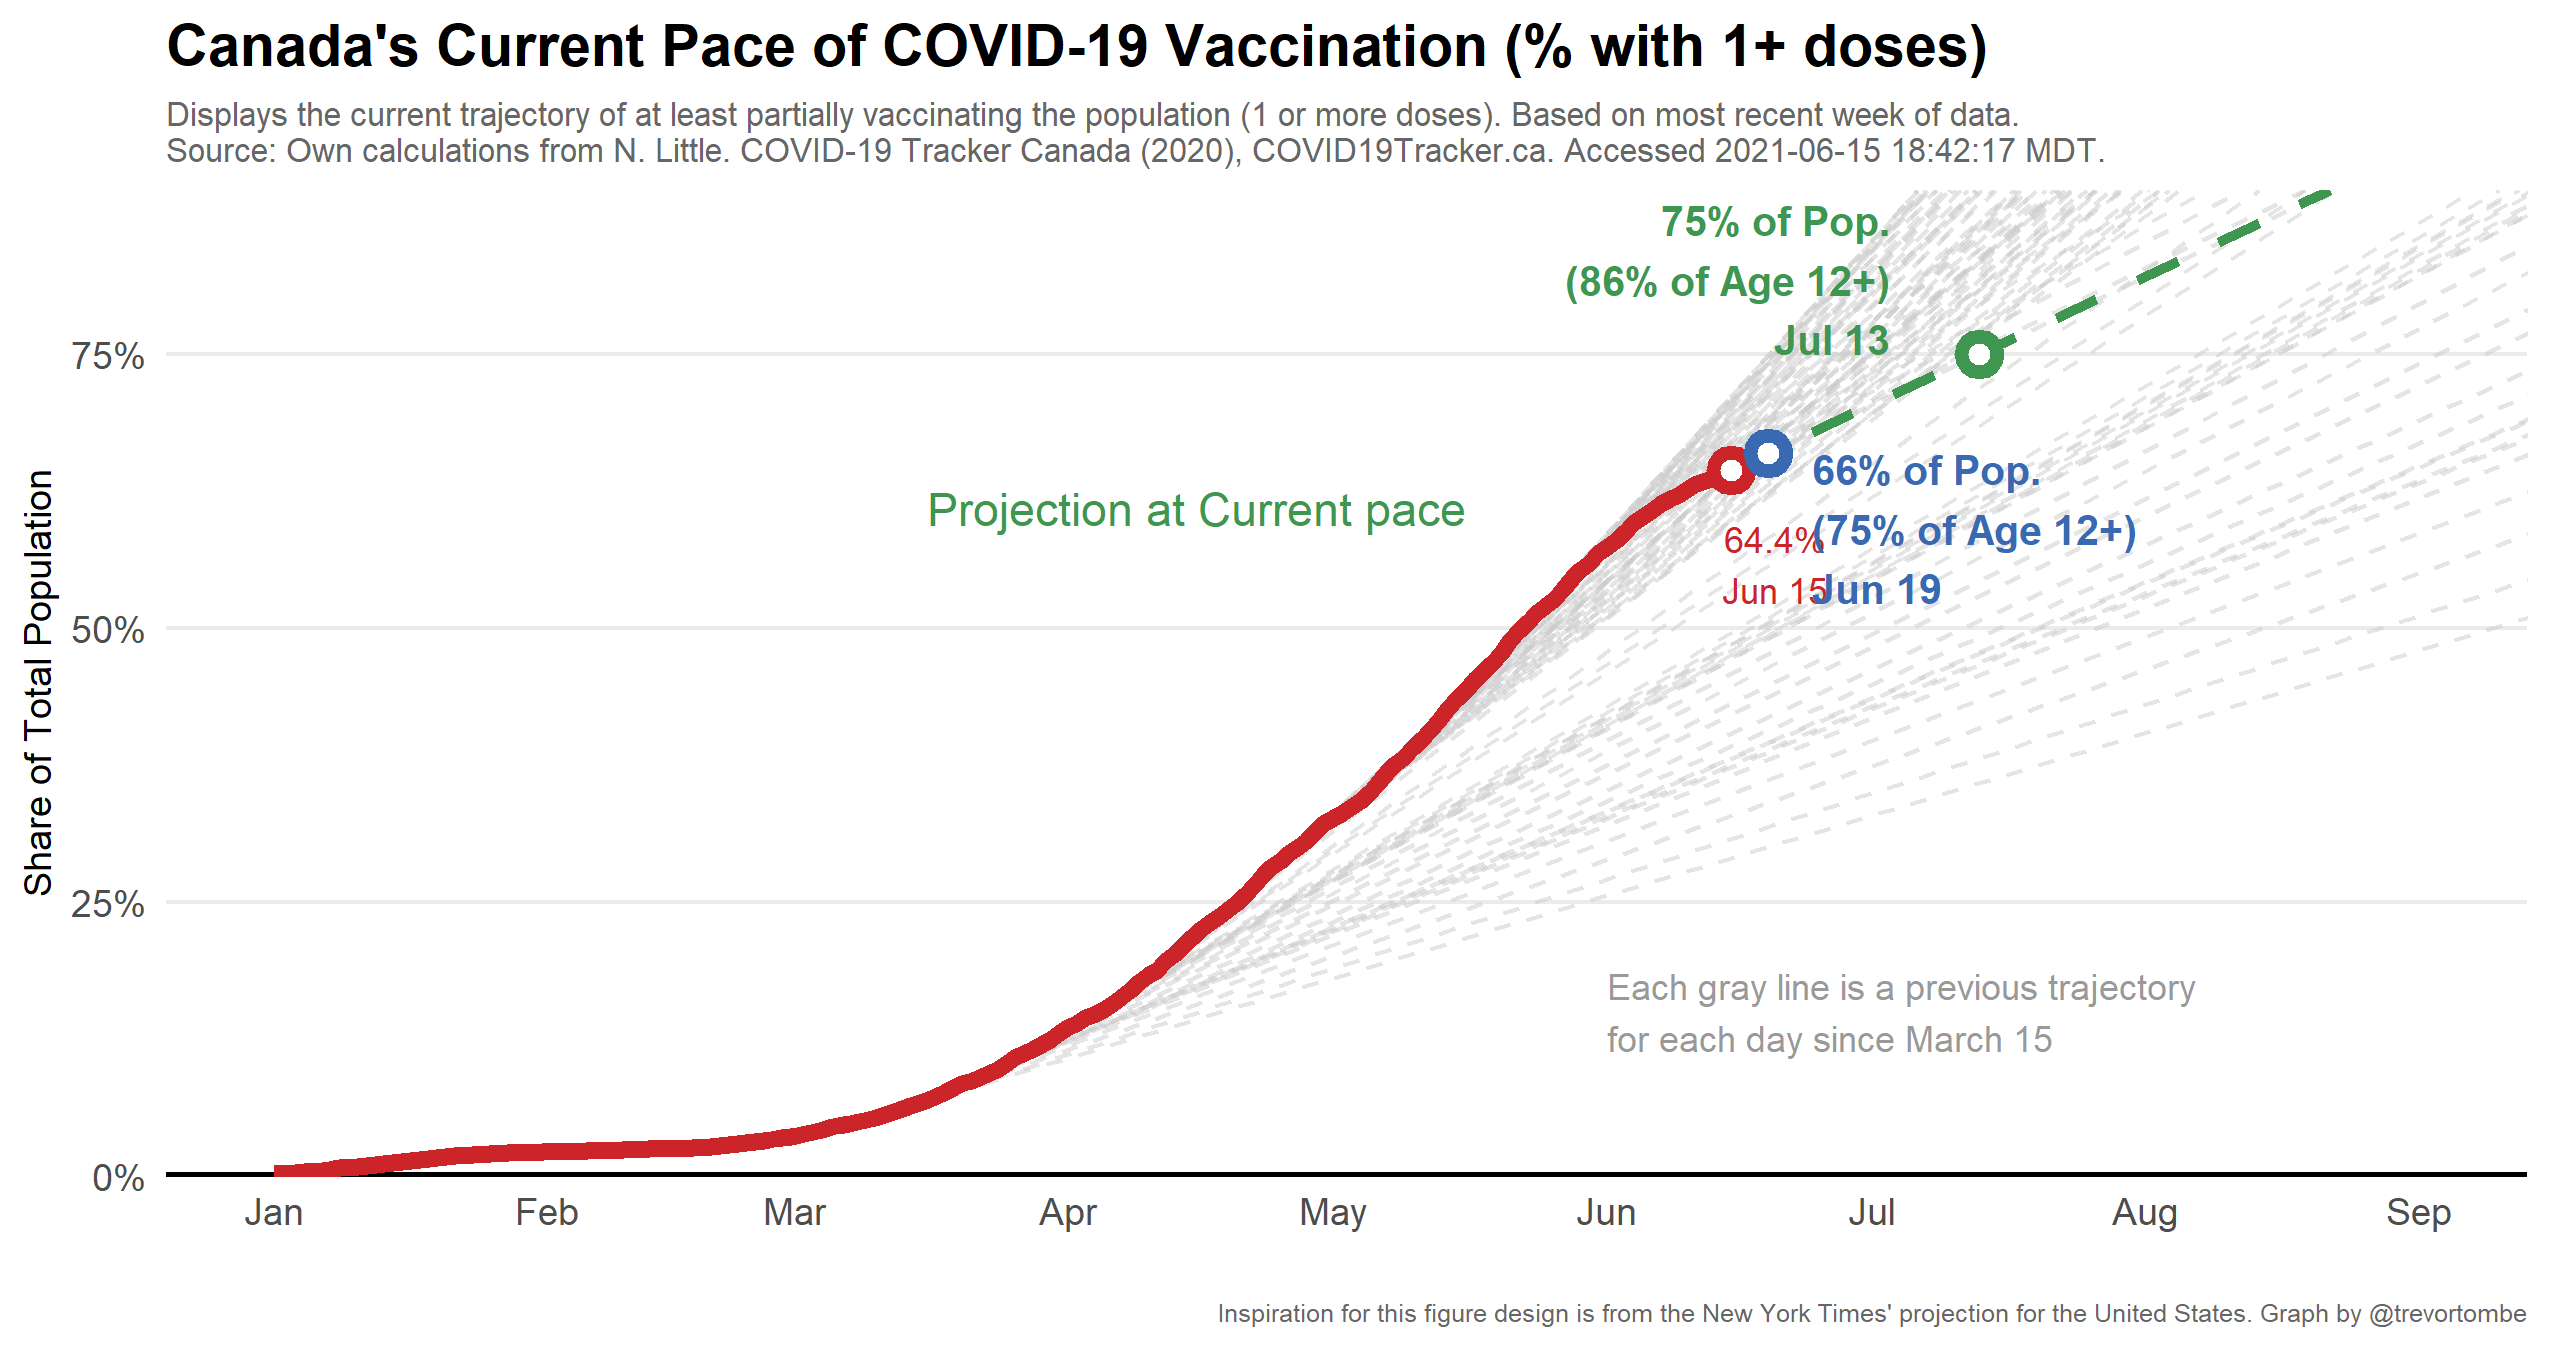 Canada's Current Pace of COVID-19 Vaccination (% with 1+ doses)
Displays the current trajectory of at least partially vaccinating the population (1 or more doses). Based on most recent week of data.
Source: Own calculations from N. Little. COVID-19 Tracker Canada (2020), COVID19Tracker.ca. Accessed 2021-06-15 18:42:17 MDT.
75% of Pop.
(86% of Age 12+)
Jul 13
75%
66% of Pop.
(75% of Age 12+)
Jun 19
Projection at Current pace
64.4%
Jun 15
50%
Share of Total Population
25%
Each gray line is a previous trajectory
for each day since March 15
0%
Jan Feb Mar Apr May Jun Jul Aug Sep
Inspiration for this figure design is from the New York Times' projection for the United States. Graph by @trevortombe